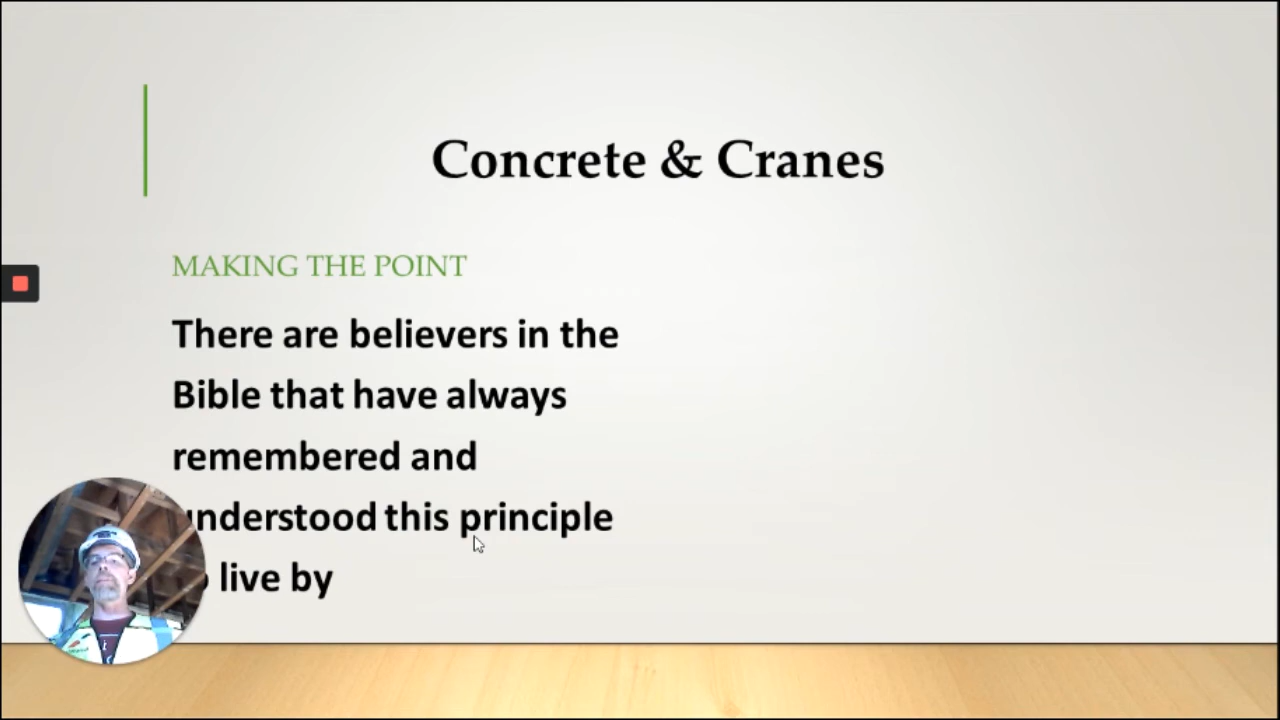 Concrete & Cranes
MAKING THE POINT
There are believers in the
Bible that have always
remembered and
understood this principle
live by